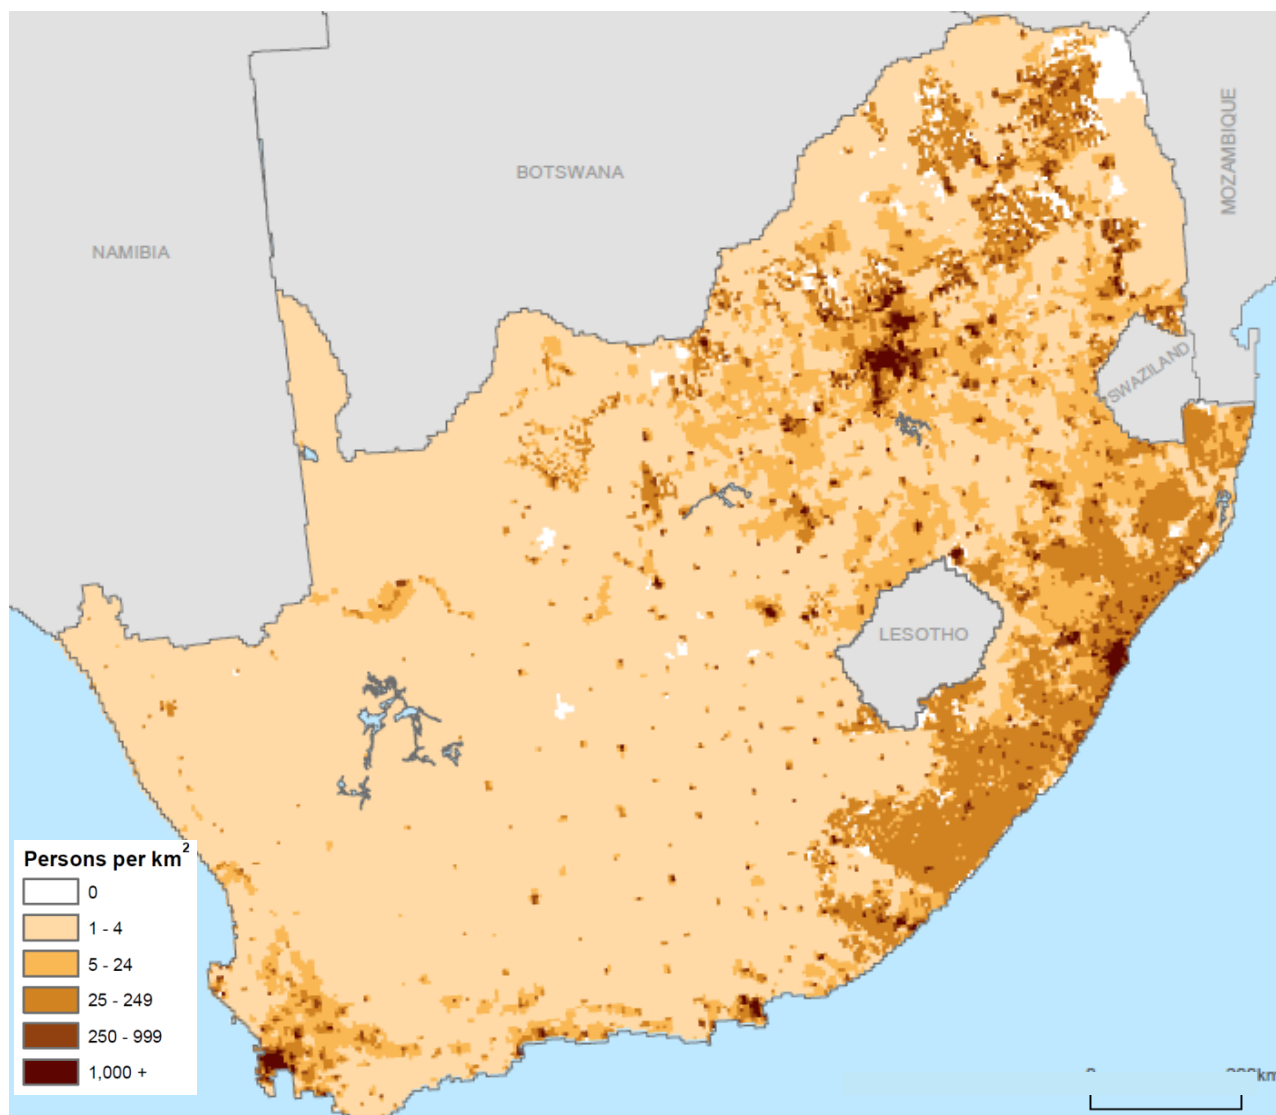 BOTSWANA
MOZAMBIQUE
NAMIBIA
SWAZILAND
LESOTHO
Persons per km²
0
1 - 4
5 - 24
25 - 249
250 - 999
1,000 +
km